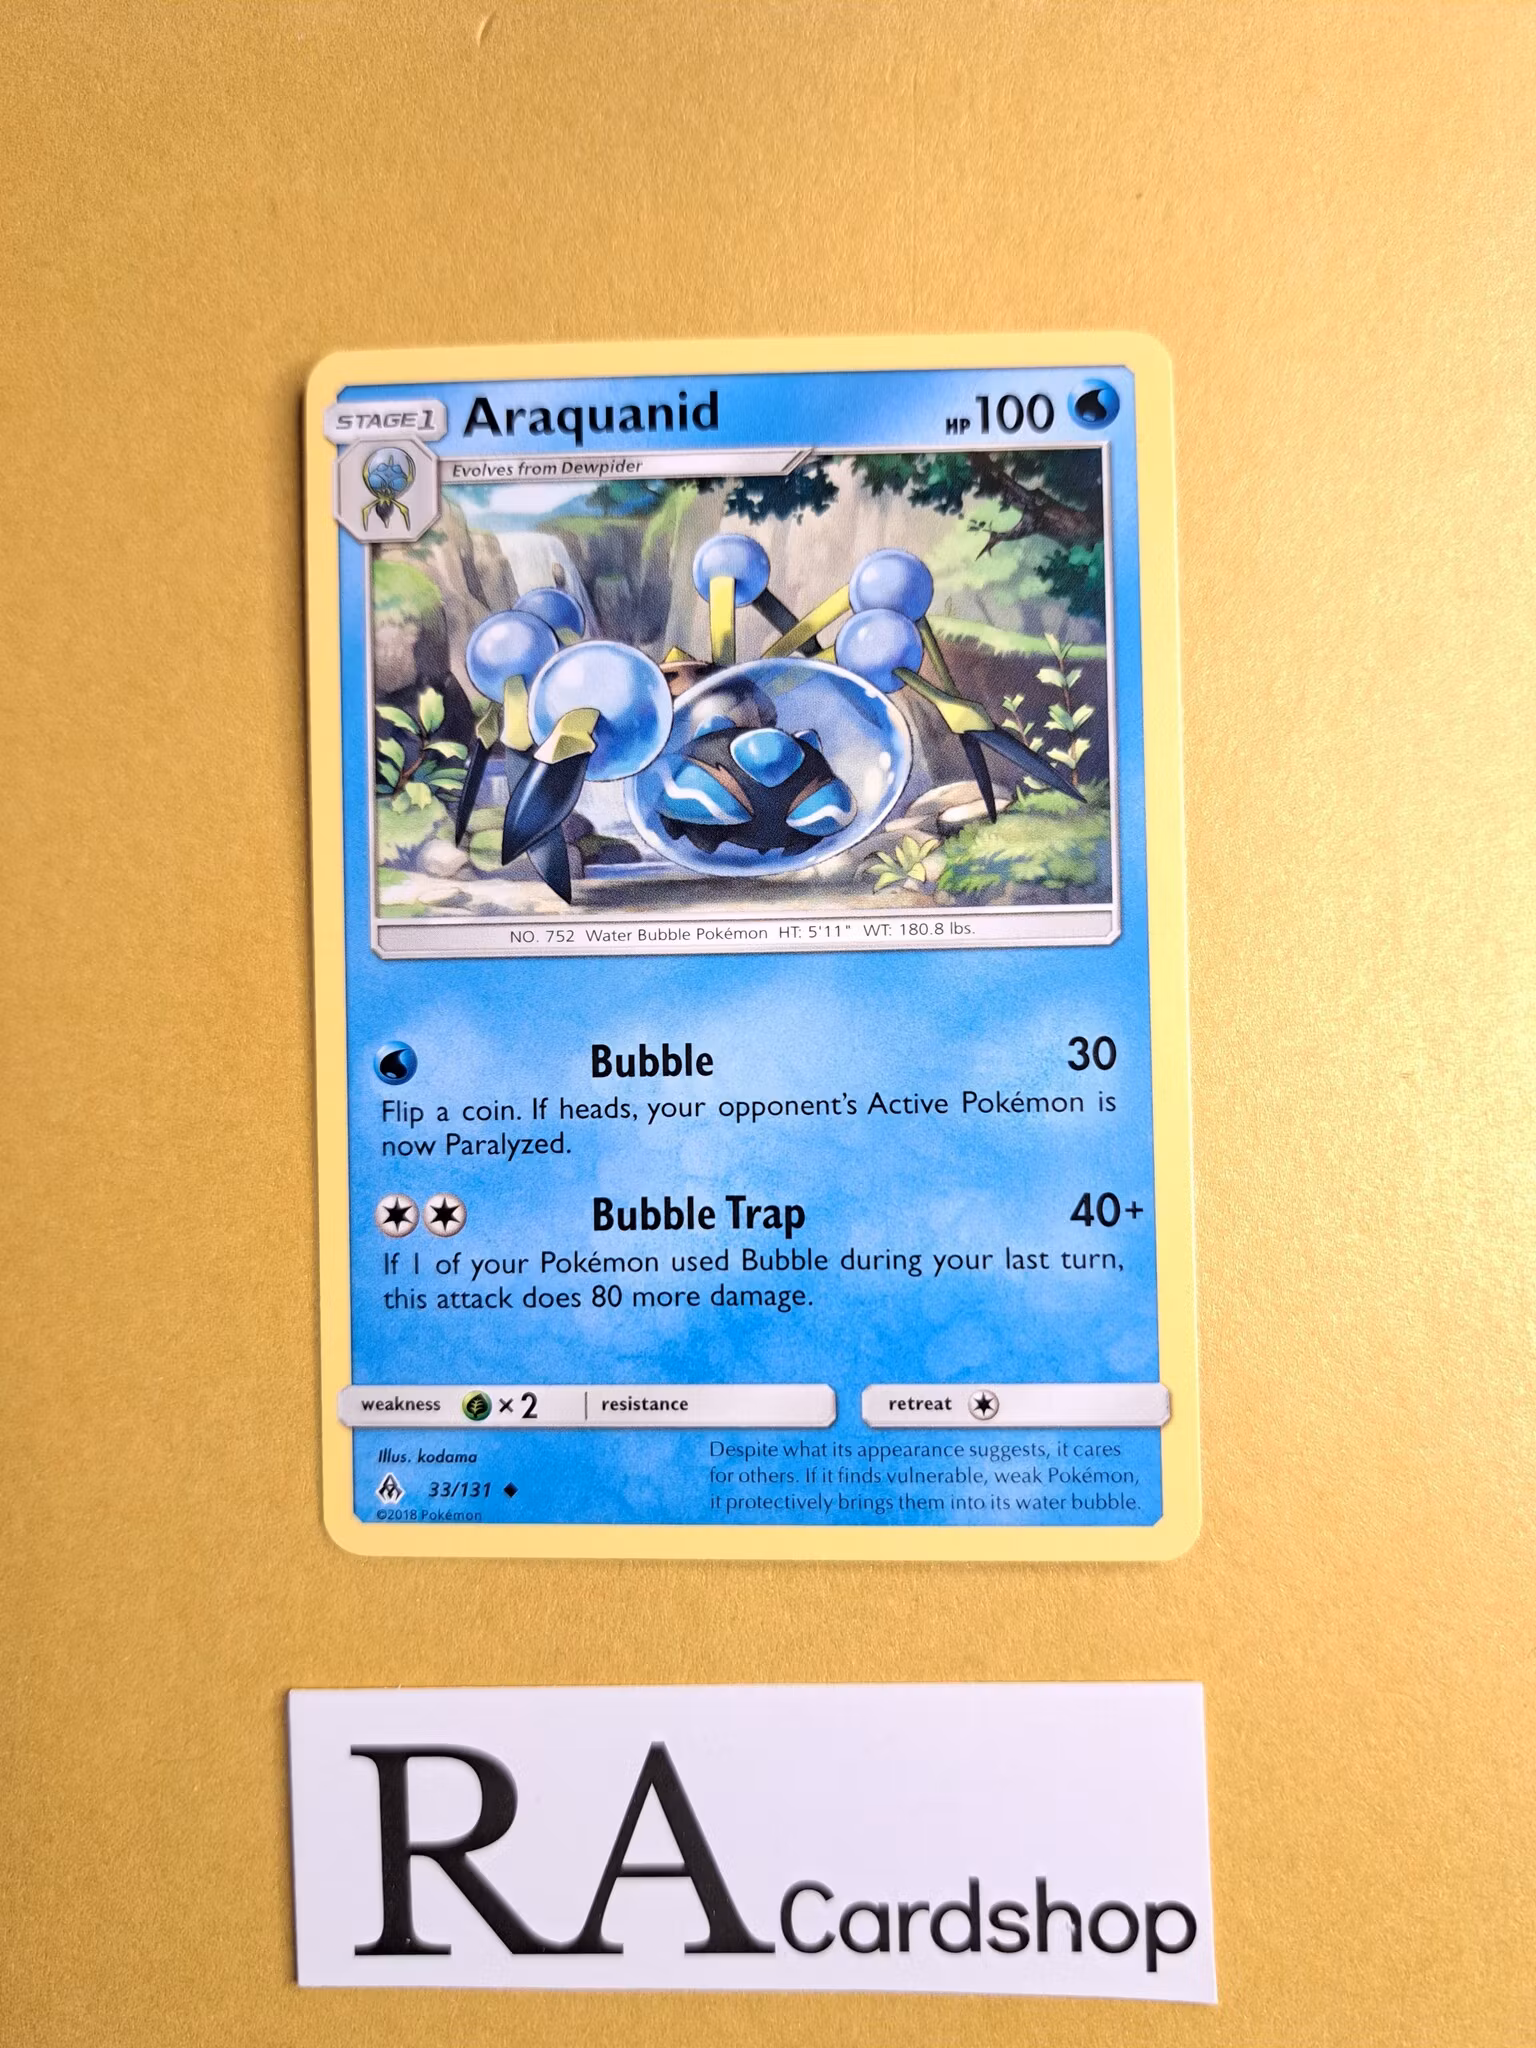 STAGE 1 Araquanid HP 100
Evolves from Dewpider
NO. 752 Water Bubble Pokémon HT: 5'11" WT: 180.8 lbs.
Bubble 30
Flip a coin. If heads, your opponent's Active Pokémon is
now Paralyzed.
Bubble Trap 40+
If 1 of your Pokémon used Bubble during your last turn,
this attack does 80 more damage.
weakness ×2 resistance retreat
Illus. kodama
33/131
©2018 Pokémon
Despite what its appearance suggests, it cares
for others. If it finds vulnerable, weak Pokémon,
it protectively brings them into its water bubble.
RA Cardshop